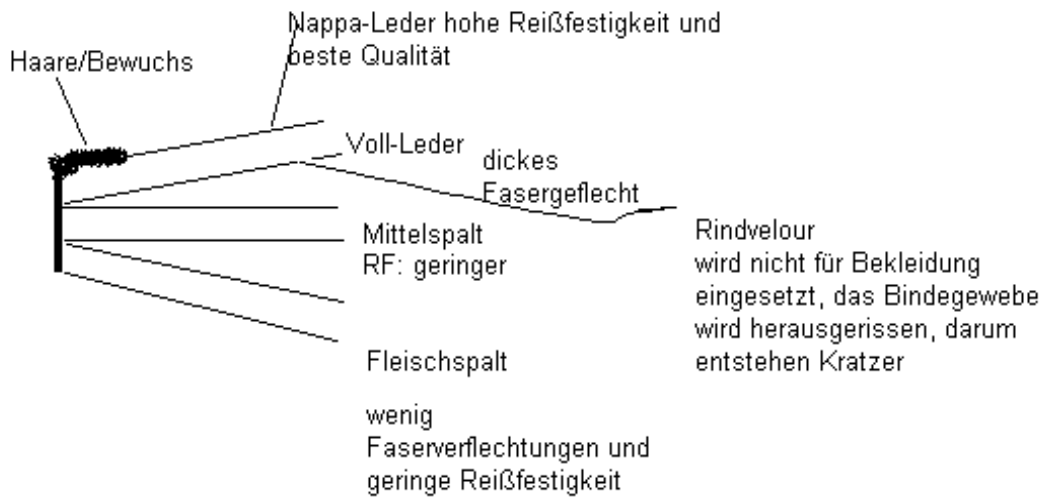 Nappa-Leder hohe Reißfestigkeit und
beste Qualität
Haare/Bewuchs
Voll-Leder
dickes
Fasergeflecht
Mittelspalt
RF: geringer
Rindvelour
wird nicht für Bekleidung
eingesetzt, das Bindegewebe
wird herausgerissen, darum
entstehen Kratzer
Fleischspalt
wenig
Faserverflechtungen und
geringe Reißfestigkeit